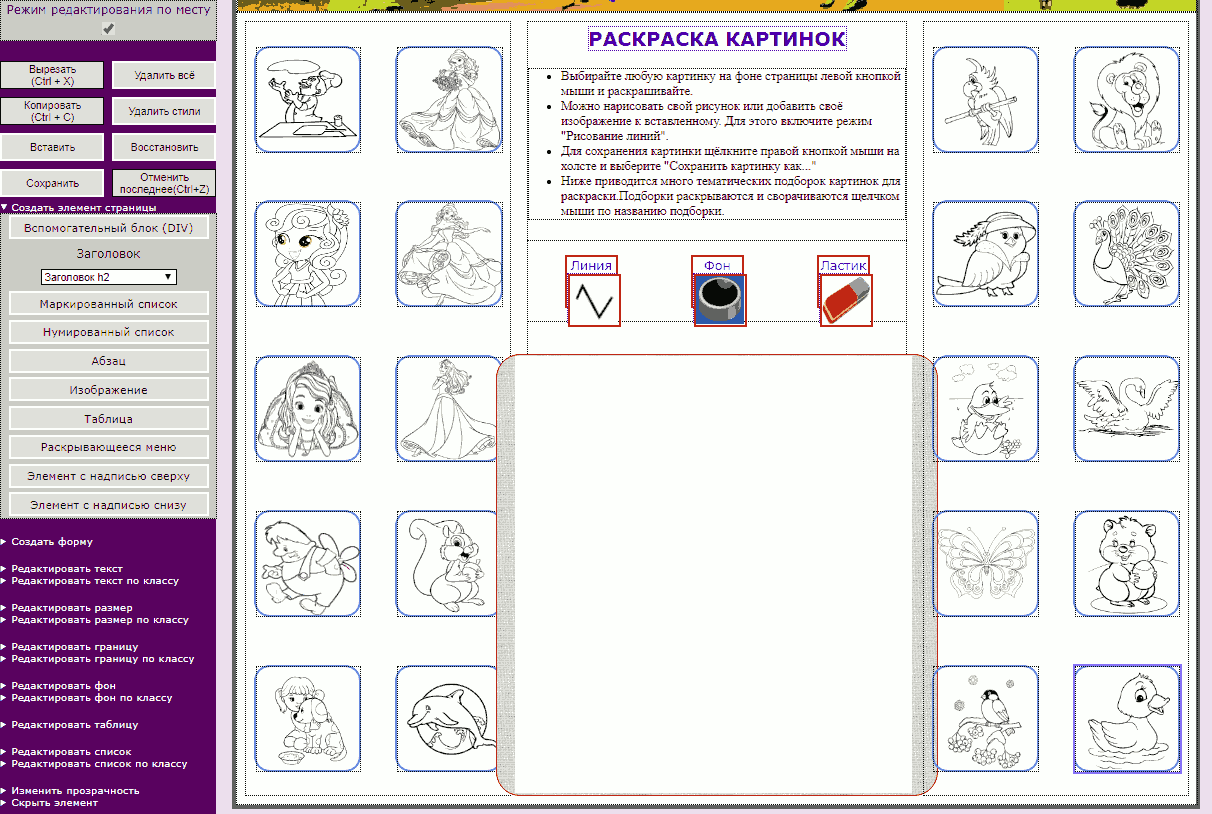 Режим редактирования по месту
Вырезать
(Ctrl + X)
Удалить всё
Копировать
(Ctrl + C)
Удалить стили
Вставить
Восстановить
Сохранить
Отменить
последнее(Ctrl+Z)
Создать элемент страницы
Вспомогательный блок (DIV)
Заголовок
Заголовок h2
Маркированный список
Нумированный список
Абзац
Изображение
Таблица
Раскрывающееся меню
Элемент с надписью сверху
Элемент с надписью снизу
Создать форму
Редактировать текст
Редактировать текст по классу
Редактировать размер
Редактировать размер по классу
Редактировать границу
Редактировать границу по классу
Редактировать фон
Редактировать фон по классу
Редактировать таблицу
Редактировать список
Редактировать список по классу
Изменить прозрачность
Скрыть элемент
РАСКРАСКА КАРТИНОК
Выбирайте любую картинку на фоне страницы левой кнопкой
мыши и раскрашивайте.
Можно нарисовать свой рисунок или добавить своё
изображение к вставленному. Для этого включите режим
"Рисование линий".
Для сохранения картинки щёлкните правой кнопкой мыши на
холсте и выберите "Сохранить картинку как..."
Ниже приводится много тематических подборок картинок для
раскраски.Подборки раскрываются и сворачиваются щелчком
мыши по названию подборки.
Линия
Фон
Ластик